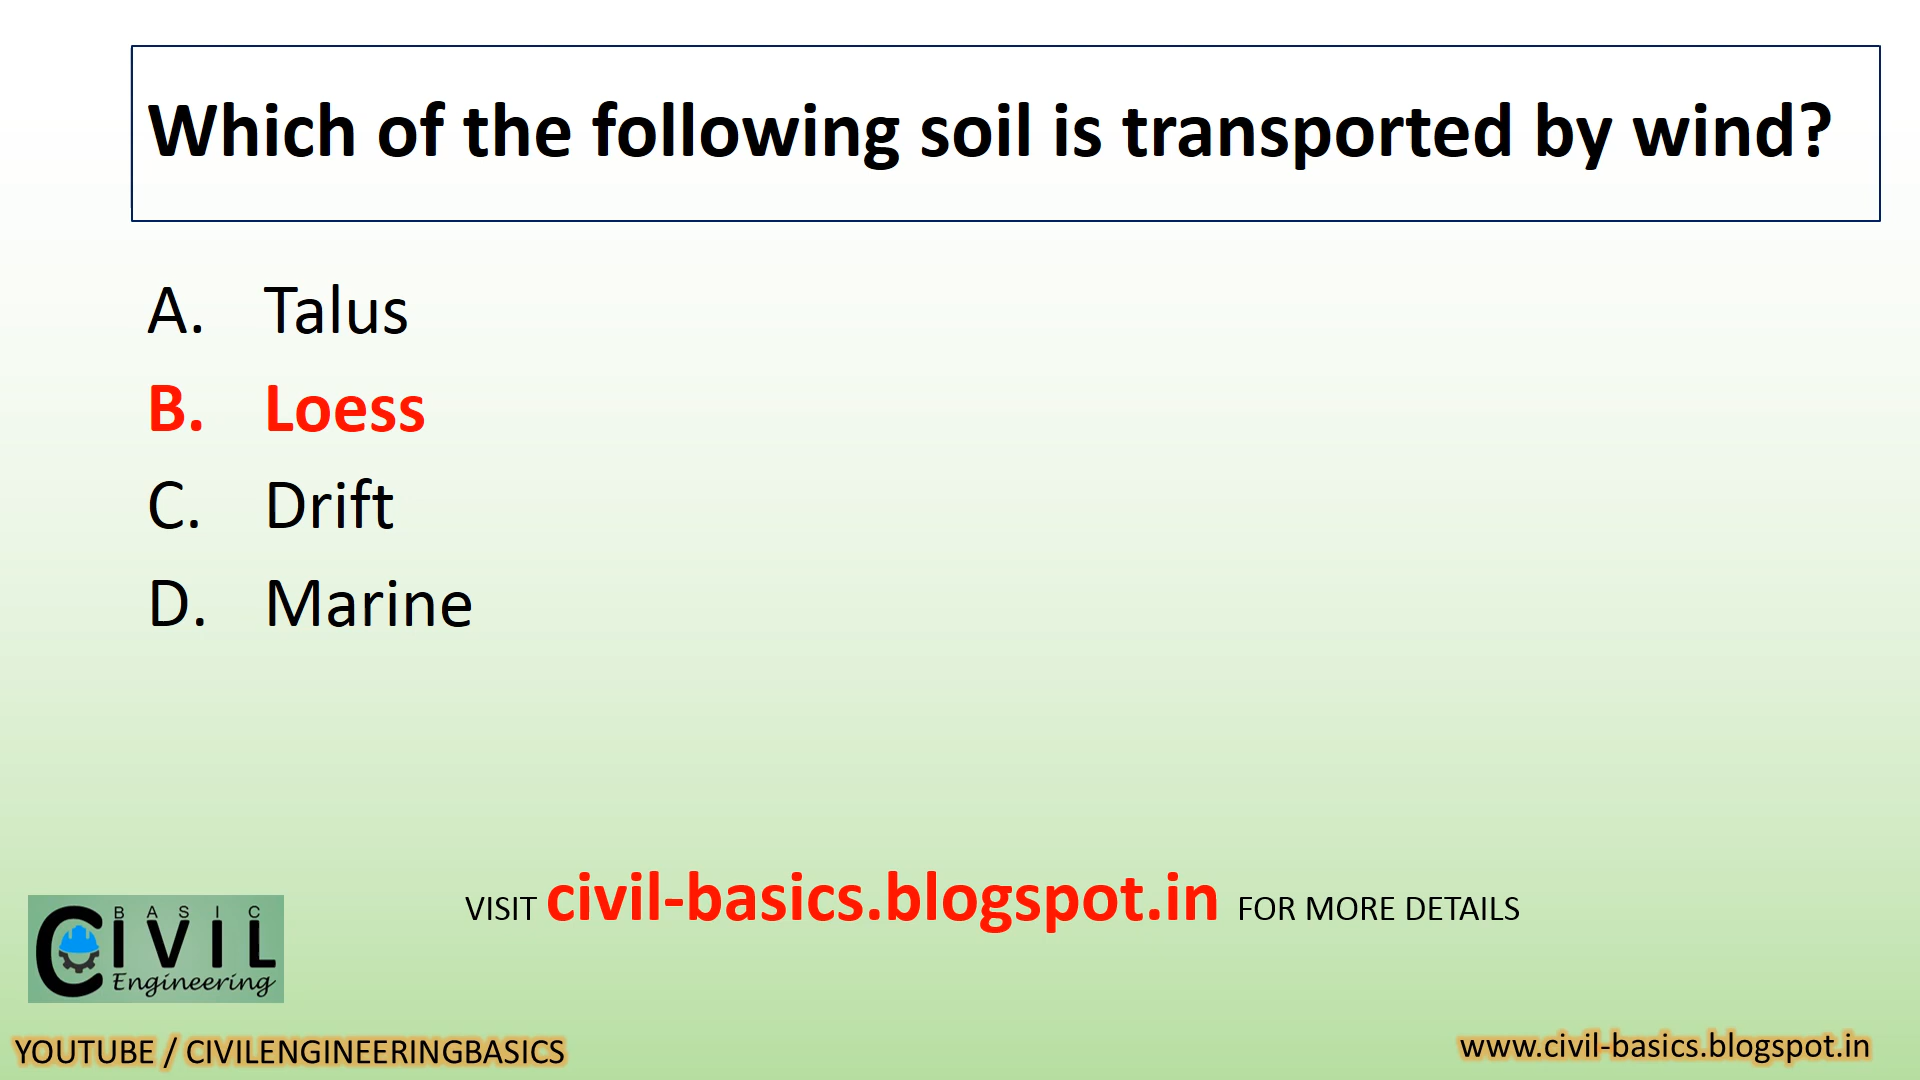 Which of the following soil is transported by wind?
A. Talus
B. Loess
C. Drift
D. Marine
VISIT civil-basics.blogspot.in FOR MORE DETAILS
BASIC
CIVIL
Engineering
YOUTUBE / CIVILENGINEERINGBASICS
www.civil-basics.blogspot.in